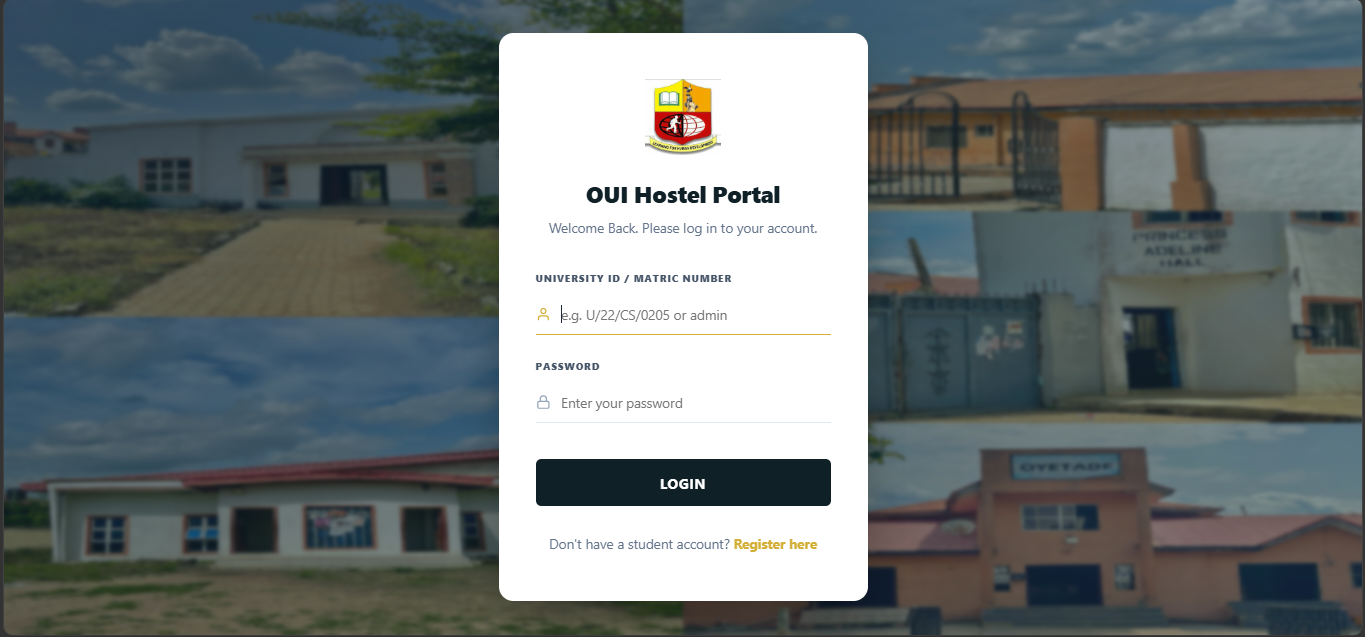 OUI Hostel Portal
Welcome Back. Please log in to your account.
UNIVERSITY ID / MATRIC NUMBER
e.g. U/22/CS/0205 or admin
PASSWORD
Enter your password
LOGIN
Don't have a student account? Register here
PRINCESS
ADELINE
HALL
OYETADE